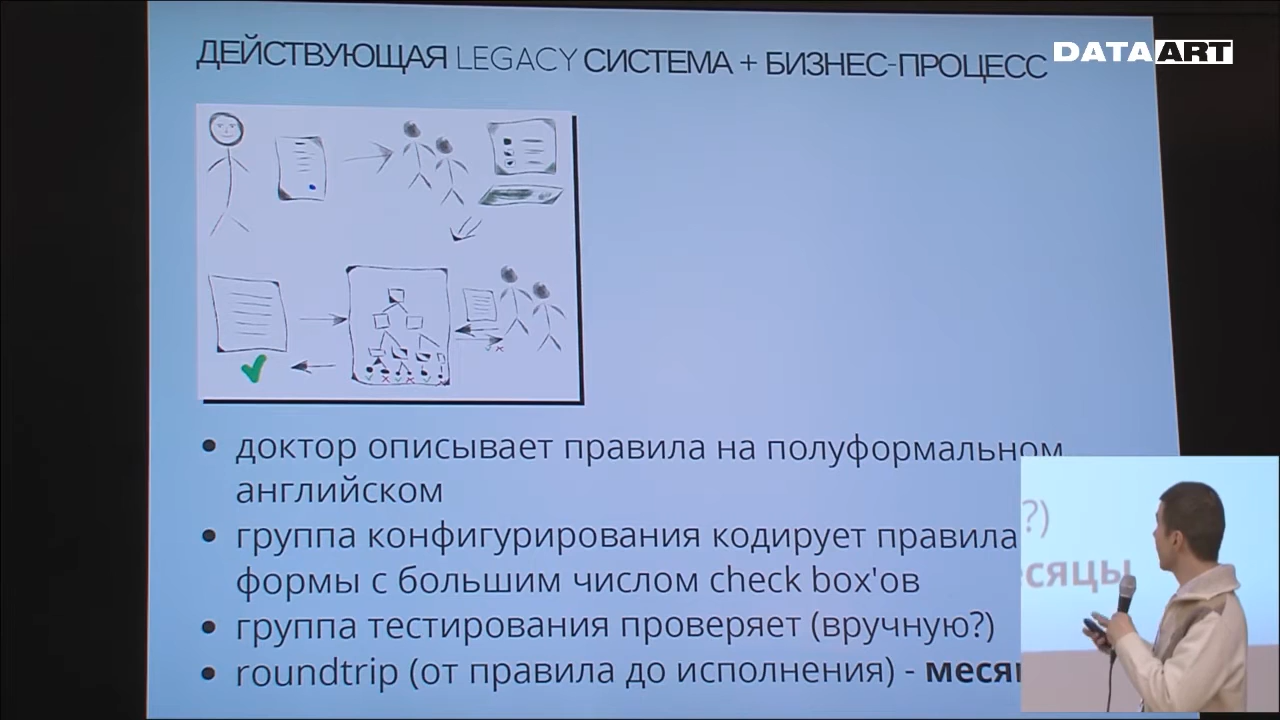 ДЕЙСТВУЮЩАЯ LEGACY СИСТЕМА + БИЗНЕС-ПРОЦЕСС
DATAART
• доктор описывает правила на полуформальном
английском
• группа конфигурирования кодирует правила
формы с большим числом check box'ов
• группа тестирования проверяет (вручную?)
• roundtrip (от правила до исполнения) - меся
?)
сяцы